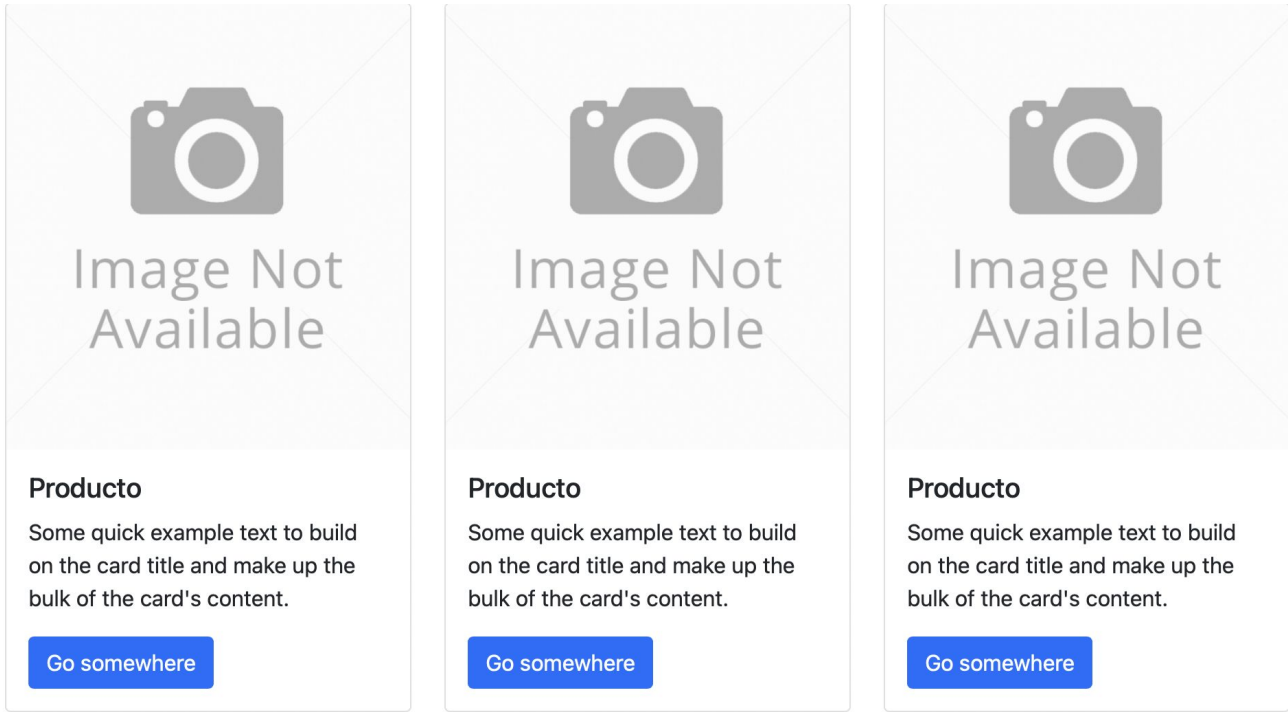 Image Not
Available
Producto
Some quick example text to build
on the card title and make up the
bulk of the card's content.
Go somewhere
Image Not
Available
Producto
Some quick example text to build
on the card title and make up the
bulk of the card's content.
Go somewhere
Image Not
Available
Producto
Some quick example text to build
on the card title and make up the
bulk of the card's content.
Go somewhere